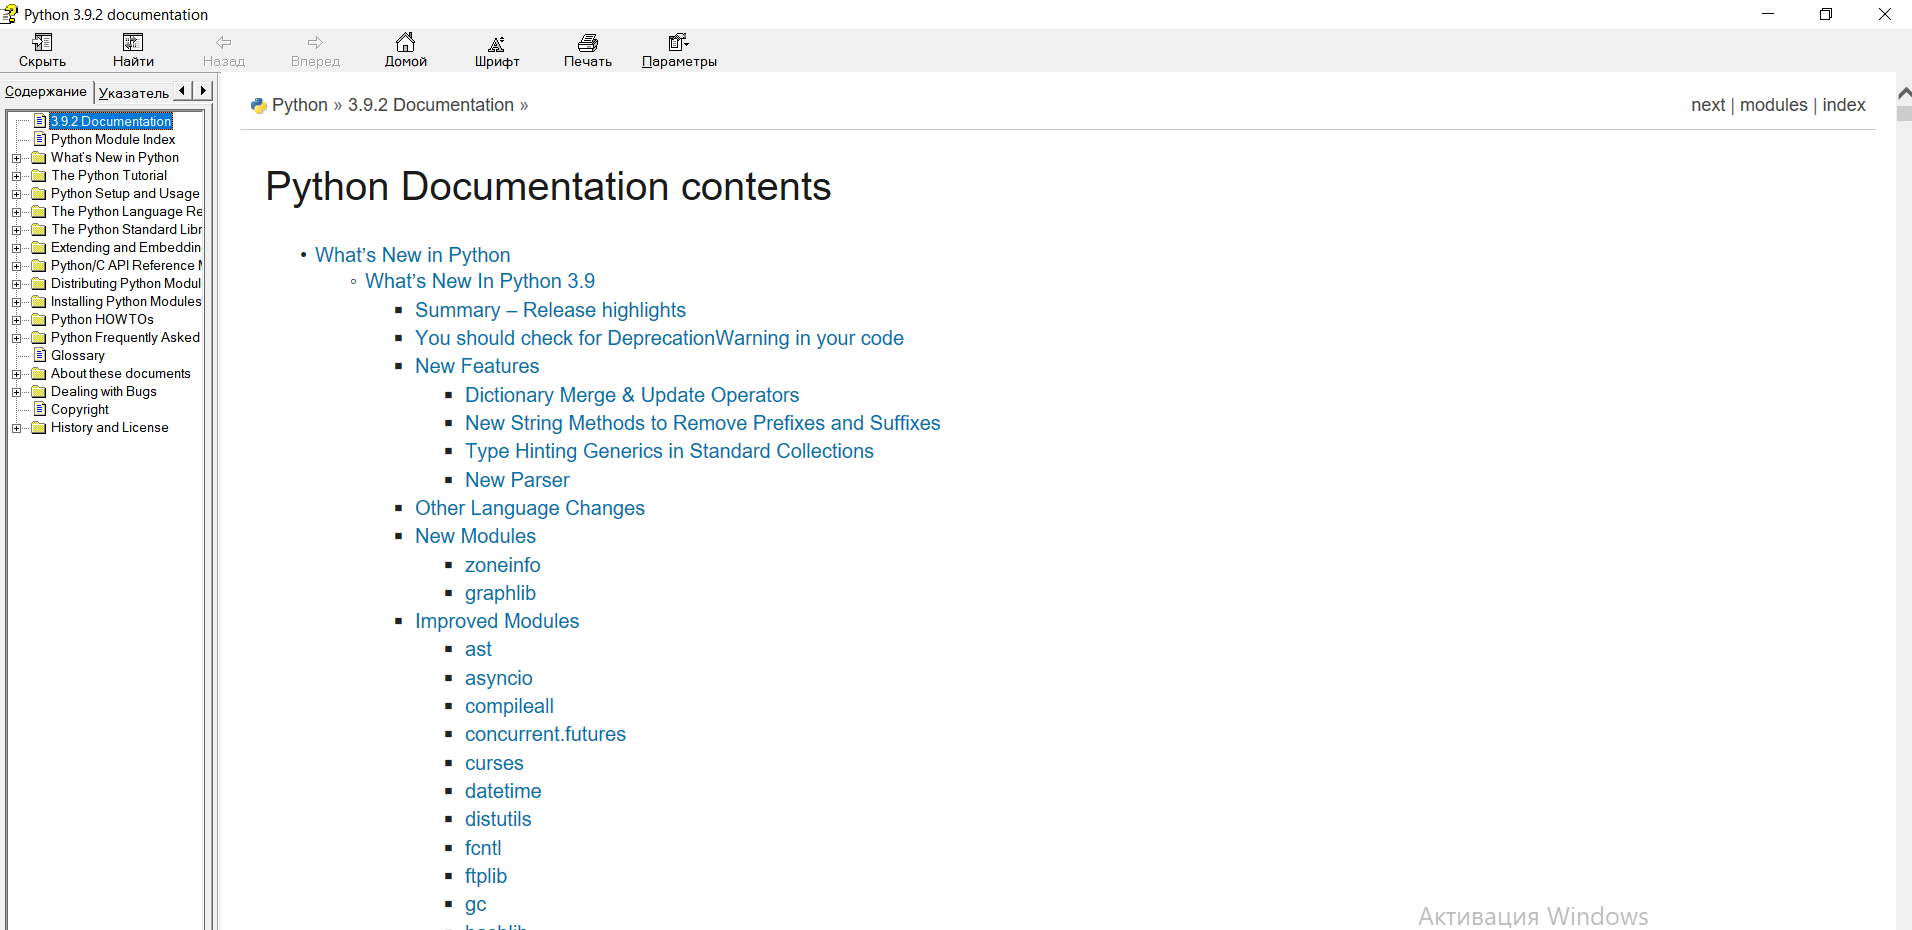 Python 3.9.2 documentation
Скрыть Найти Назад Вперед Домой Шрифт Печать Параметры
Содержание Указатель
3.9.2 Documentation
Python Module Index
What's New in Python
The Python Tutorial
Python Setup and Usage
The Python Language Re
The Python Standard Libr
Extending and Embeddin
Python/C API Reference
Distributing Python Modul
Installing Python Modules
Python HOWTOs
Python Frequently Asked
Glossary
About these documents
Dealing with Bugs
Copyright
History and License
Python » 3.9.2 Documentation »
next | modules | index
Python Documentation contents
• What's New in Python
◦ What's New In Python 3.9
▪ Summary – Release highlights
▪ You should check for DeprecationWarning in your code
▪ New Features
▪ Dictionary Merge & Update Operators
▪ New String Methods to Remove Prefixes and Suffixes
▪ Type Hinting Generics in Standard Collections
▪ New Parser
▪ Other Language Changes
▪ New Modules
▪ zoneinfo
▪ graphlib
▪ Improved Modules
▪ ast
▪ asyncio
▪ compileall
▪ concurrent.futures
▪ curses
▪ datetime
▪ distutils
▪ fcntl
▪ ftplib
▪ gc
Активация Windows